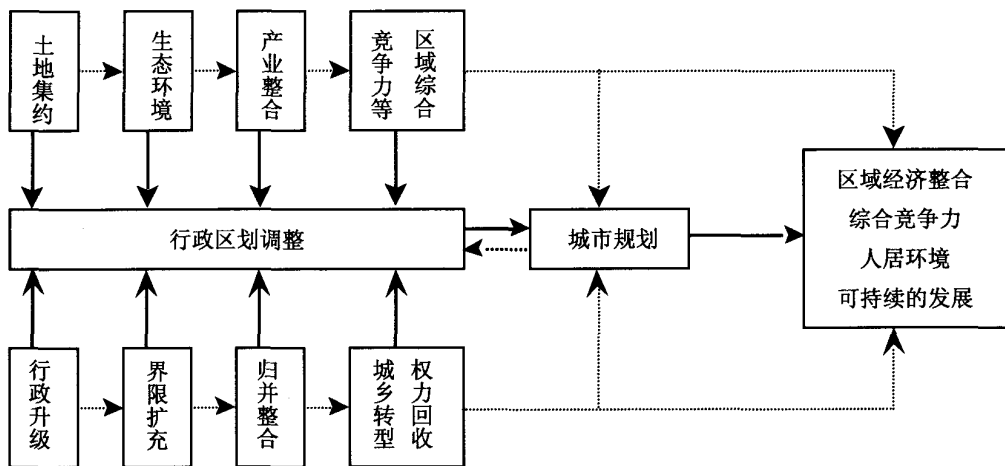 土地集约
生态环境
产业整合
区域综合
竞争力等
行政区划调整
城市规划
区域经济整合
综合竞争力
人居环境
可持续的发展
行政升级
界限扩充
归并整合
城乡转型
权力回收